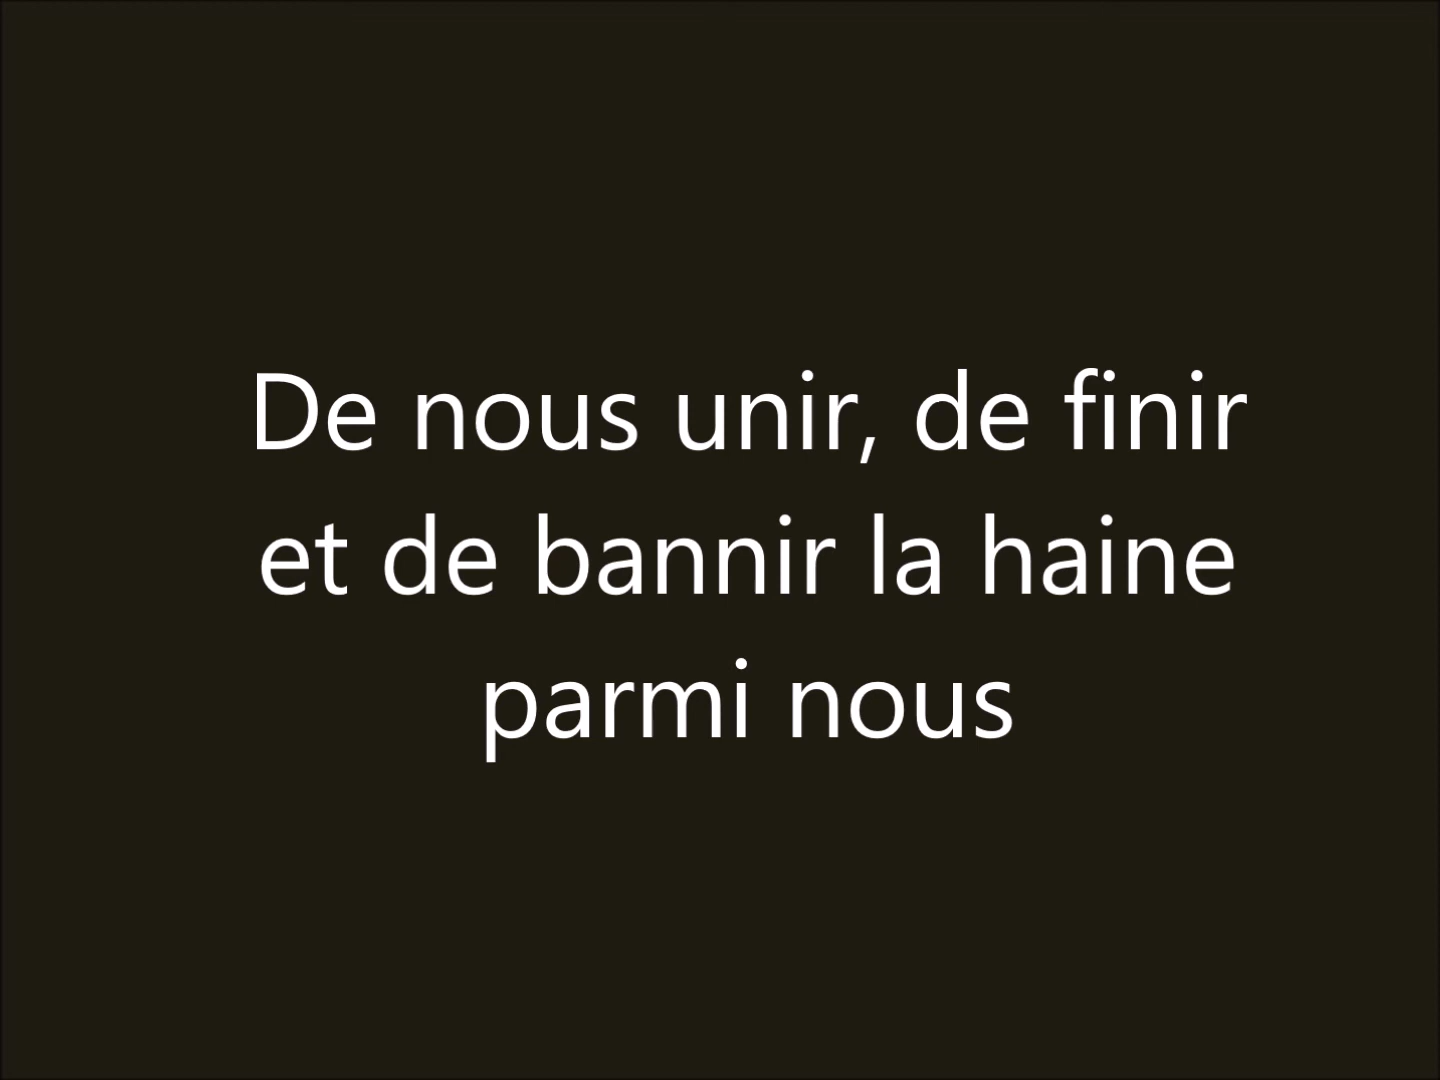 De nous unir, de finir
et de bannir la haine
parmi nous